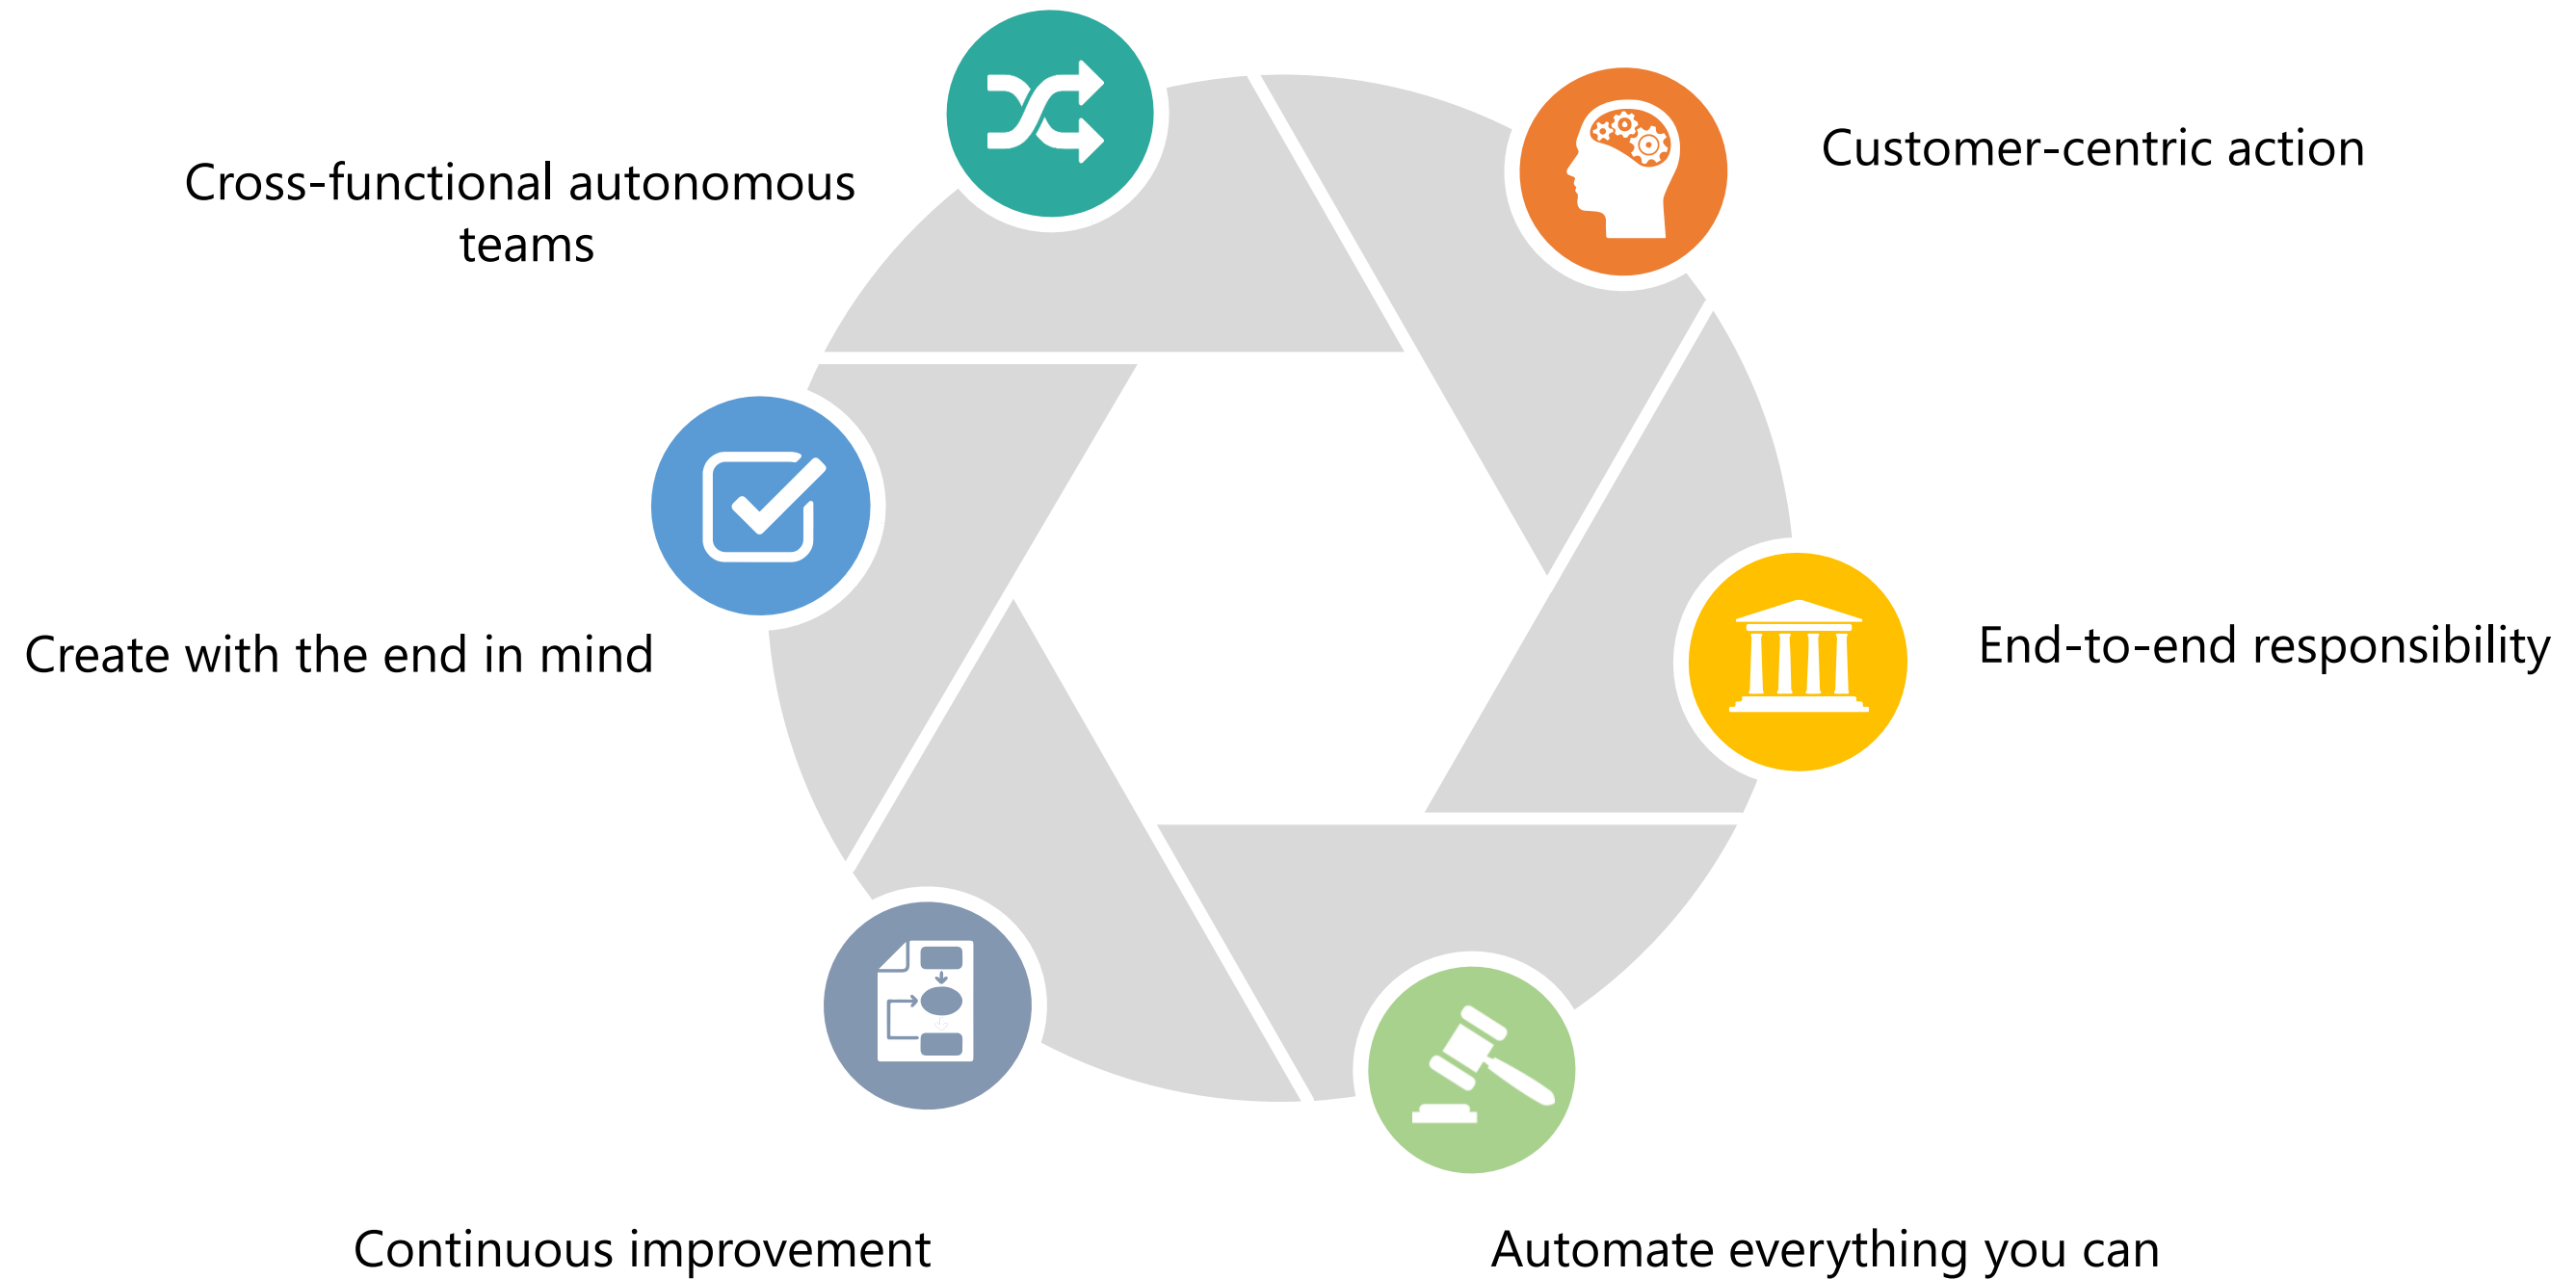 Customer-centric action
Cross-functional autonomous
teams
End-to-end responsibility
Create with the end in mind
Continuous improvement
Automate everything you can